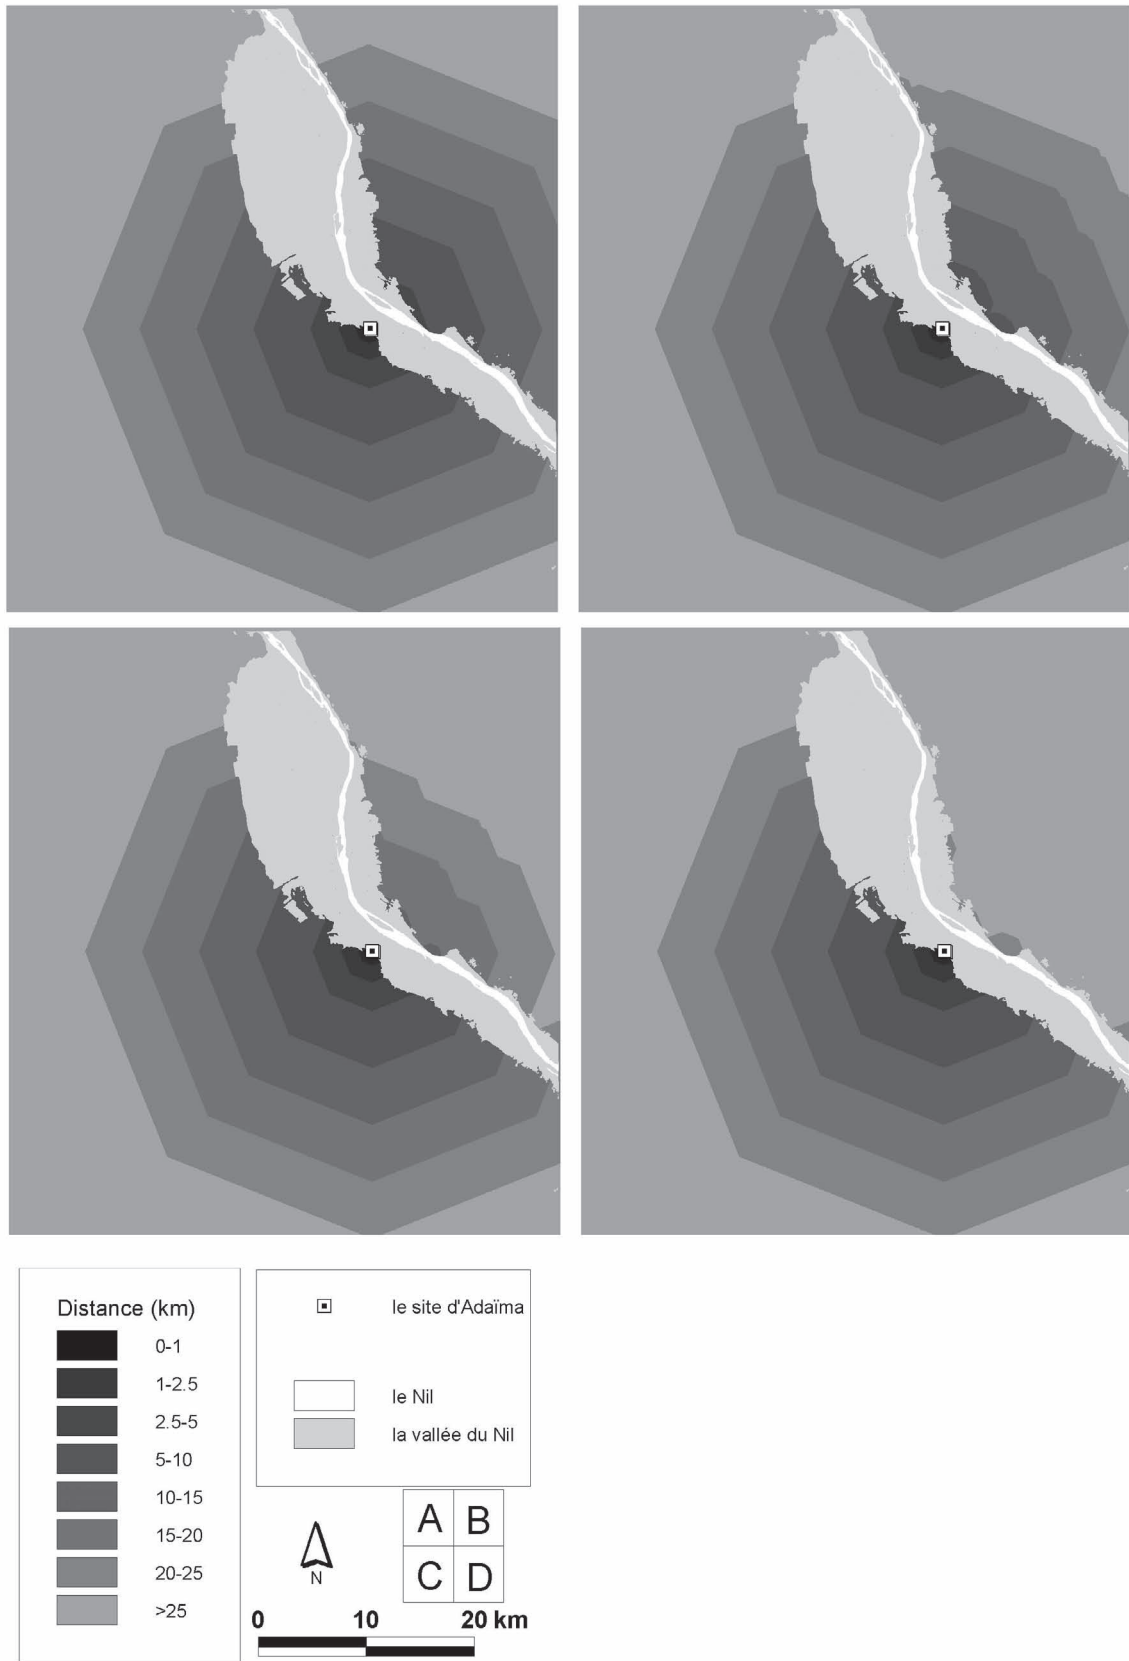 Distance (km)
0-1
1-2.5
2.5-5
5-10
10-15
15-20
20-25
>25
le site d'Adaïma
le Nil
la vallée du Nil
N
A B
C D
0 10 20 km